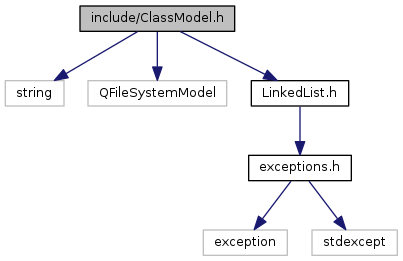 include/ClassModel.h
string
QFileSystemModel
LinkedList.h
exceptions.h
exception
stdexcept